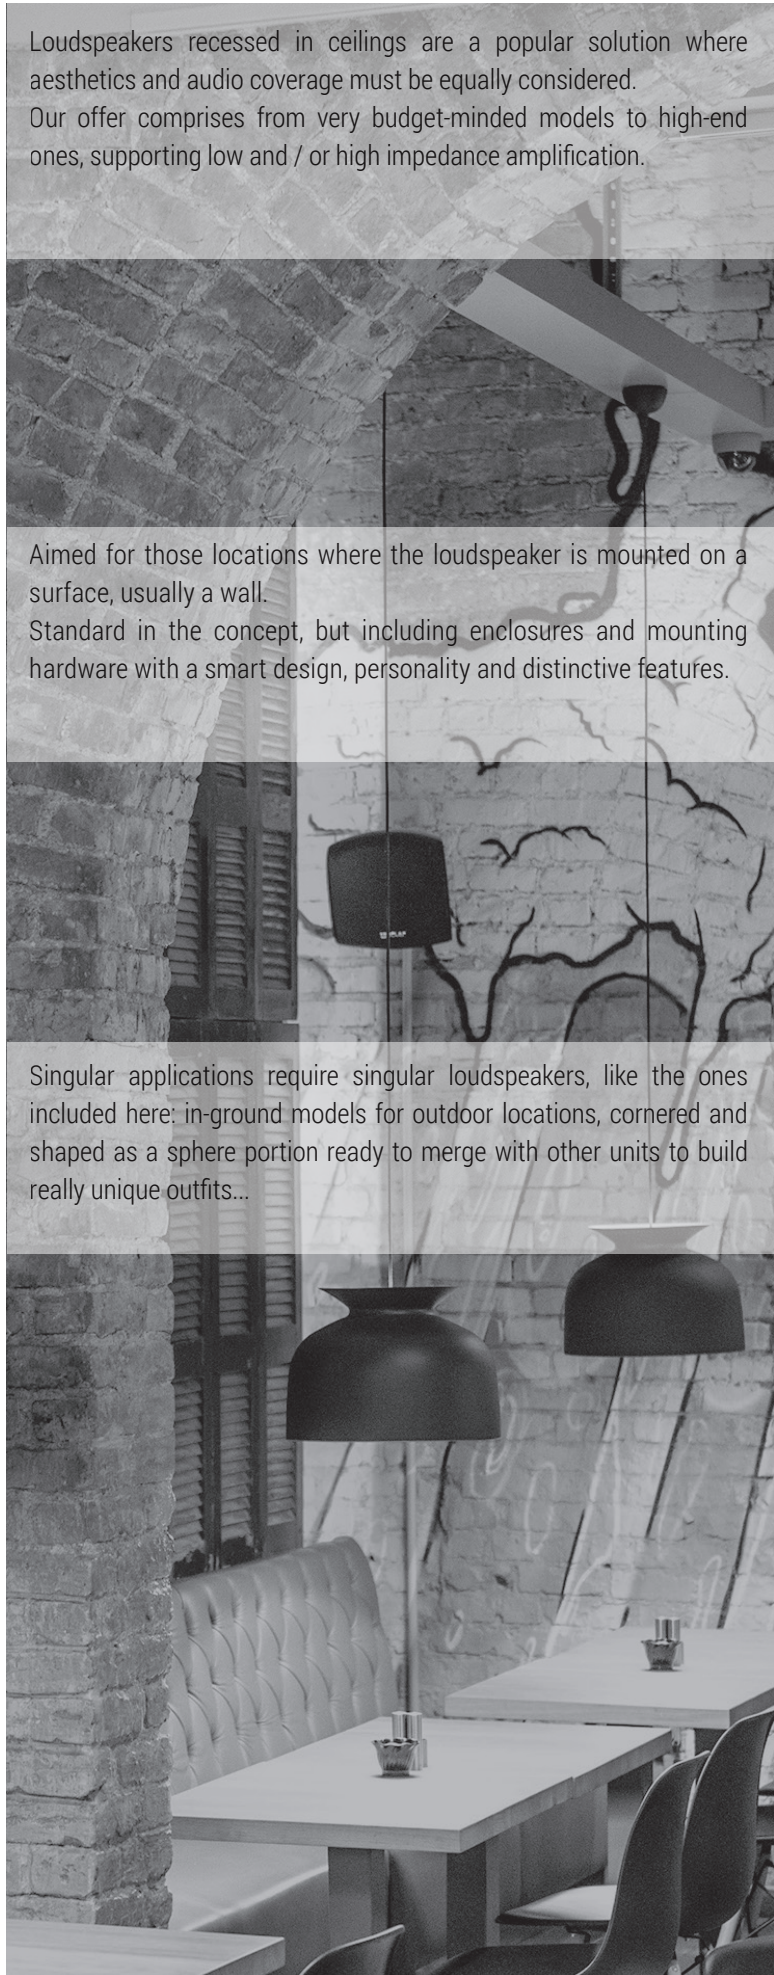 Loudspeakers recessed in ceilings are a popular solution where
aesthetics and audio coverage must be equally considered.
Our offer comprises from very budget-minded models to high-end
ones, supporting low and / or high impedance amplification.
Aimed for those locations where the loudspeaker is mounted on a
surface, usually a wall.
Standard in the concept, but including enclosures and mounting
hardware with a smart design, personality and distinctive features.
Singular applications require singular loudspeakers, like the ones
included here: in-ground models for outdoor locations, cornered and
shaped as a sphere portion ready to merge with other units to build
really unique outfits...